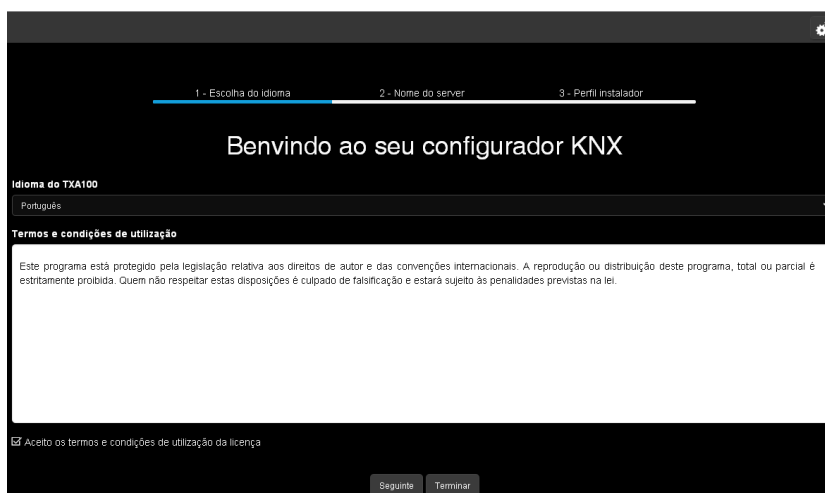 1 - Escolha do idioma
2 - Nome do server
3 - Perfil instalador
Benvindo ao seu configurador KNX
Idioma do TXA100
Português
Termos e condições de utilização
Este programa está protegido pela legislação relativa aos direitos de autor e das convenções internacionais. A reprodução ou distribuição deste programa, total ou parcial é
estritamente proibida. Quem não respeitar estas disposições é culpado de falsificação e estará sujeito às penalidades previstas na lei.
Aceito os termos e condições de utilização da licença
Seguinte
Terminar